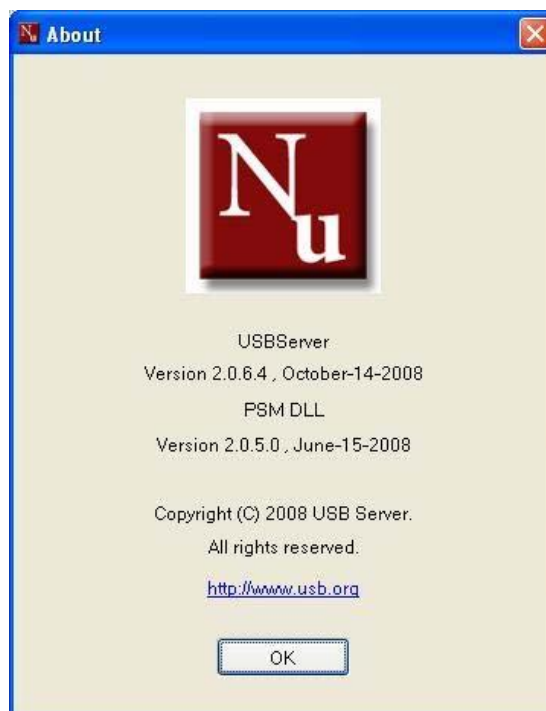 Nu About
Nu
USBServer
Version 2.0.6.4 , October-14-2008
PSM DLL
Version 2.0.5.0 , June-15-2008
Copyright (C) 2008 USB Server.
All rights reserved.
http://www.usb.org
OK